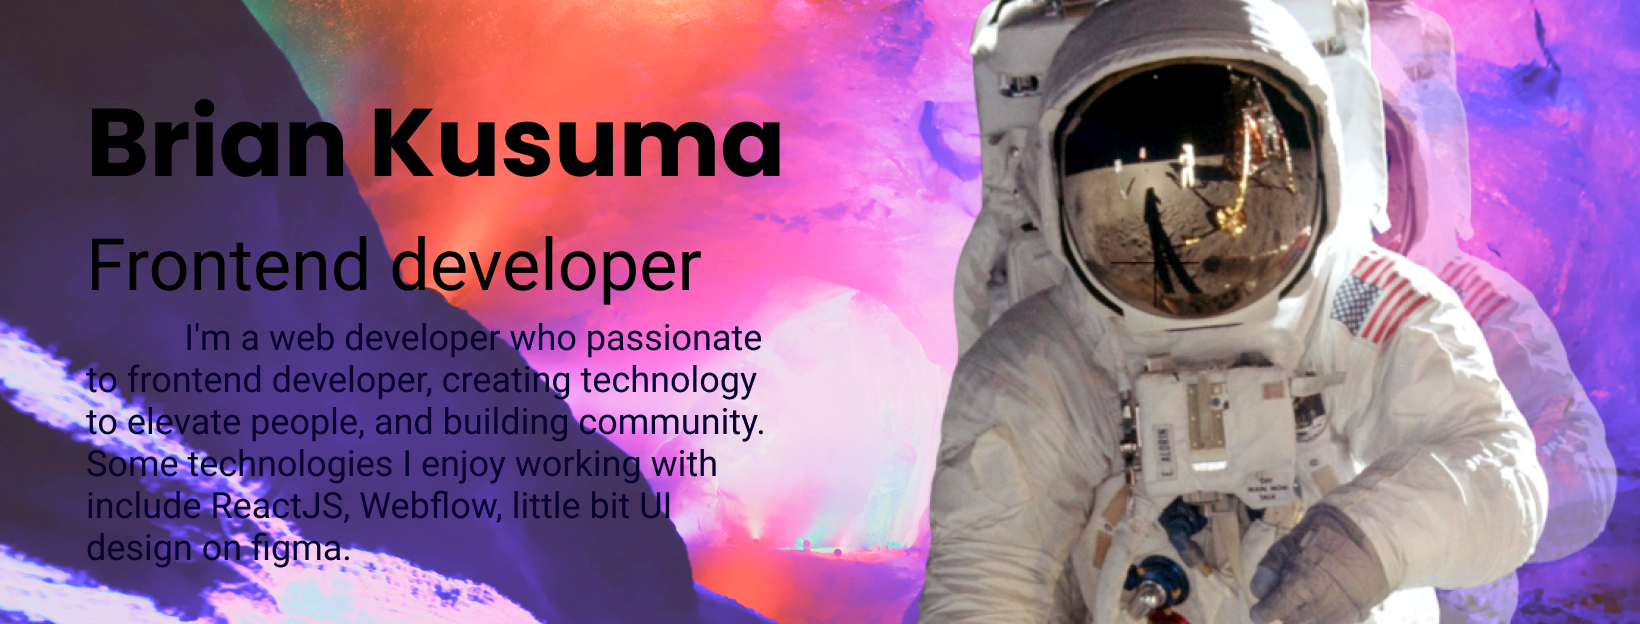 Brian Kusuma
Frontend developer
I'm a web developer who passionate
to frontend developer, creating technology
to elevate people, and building community.
Some technologies I enjoy working with
include ReactJS, Webflow, little bit UI
design on figma.
E. ALDRIN